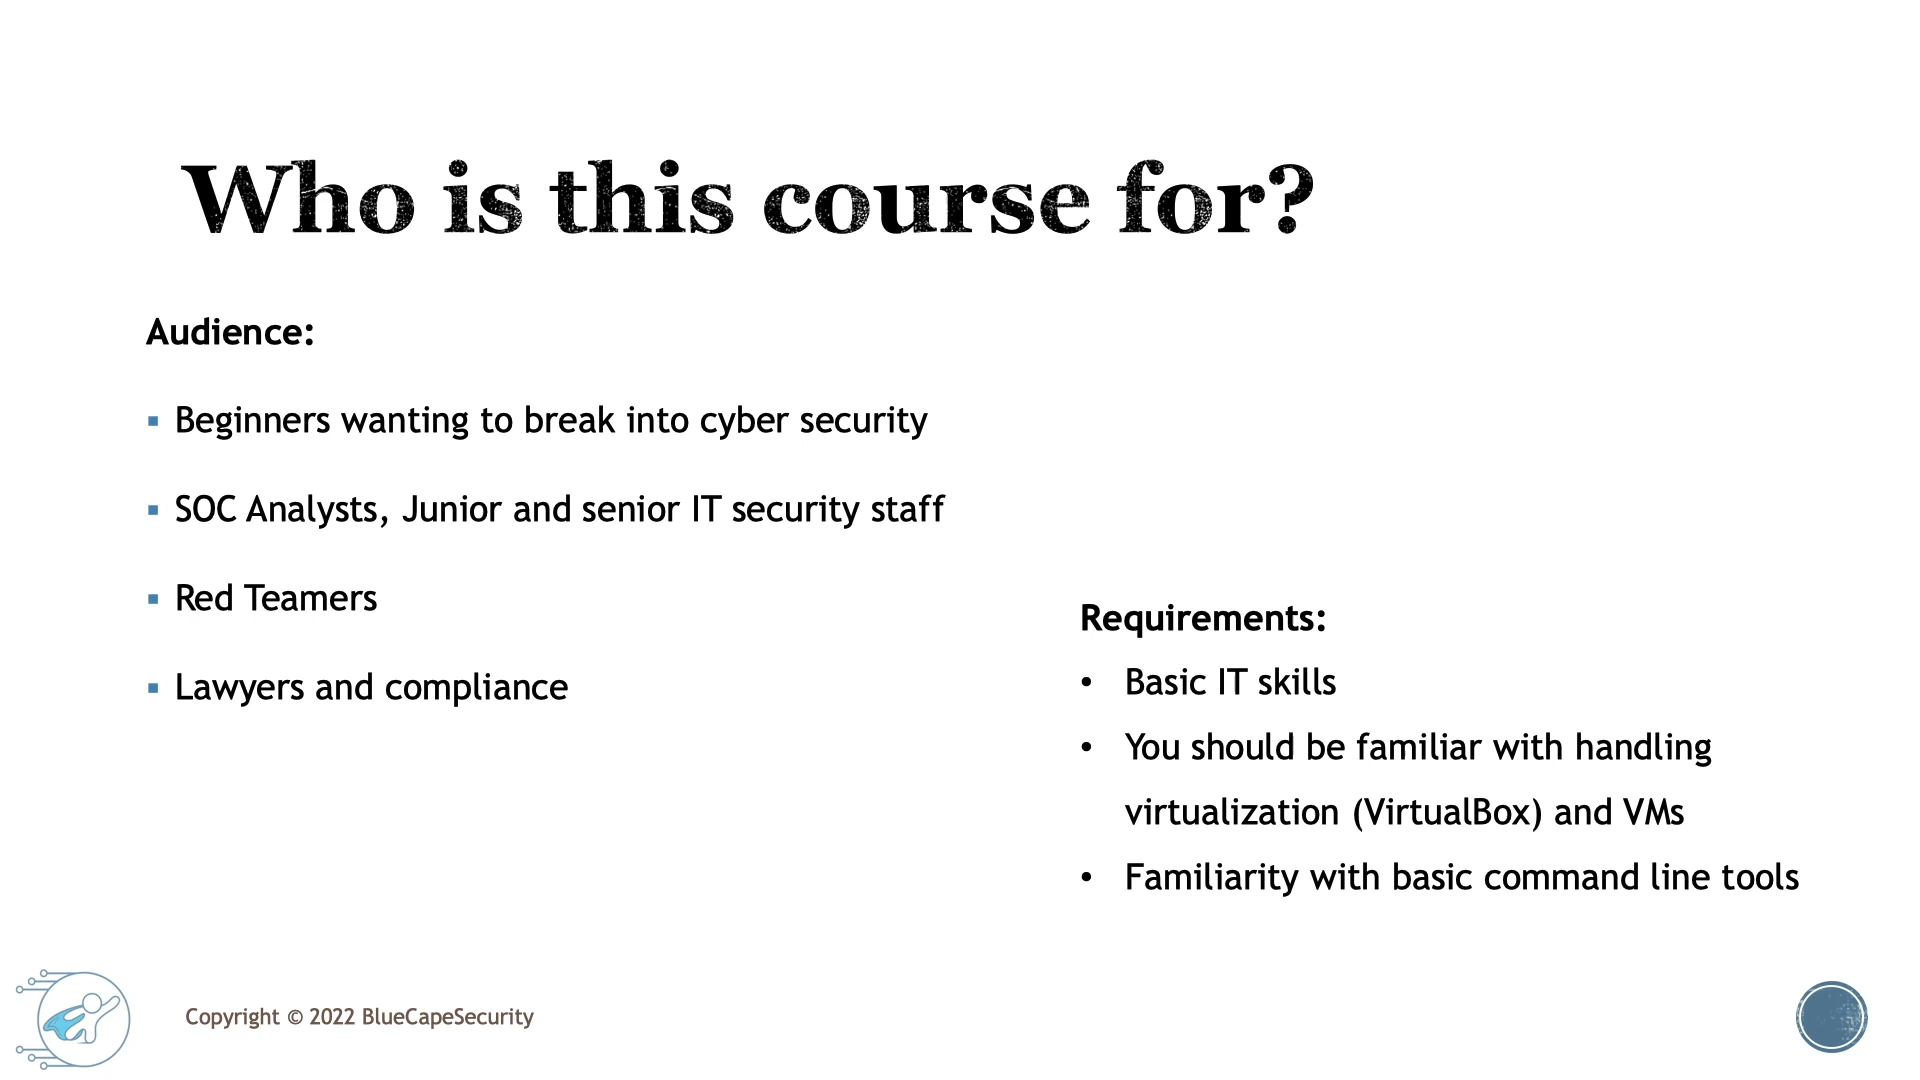 Who is this course for?
Audience:
▪ Beginners wanting to break into cyber security
▪ SOC Analysts, Junior and senior IT security staff
▪ Red Teamers
▪ Lawyers and compliance
Requirements:
• Basic IT skills
• You should be familiar with handling
virtualization (VirtualBox) and VMs
• Familiarity with basic command line tools
Copyright © 2022 BlueCapeSecurity